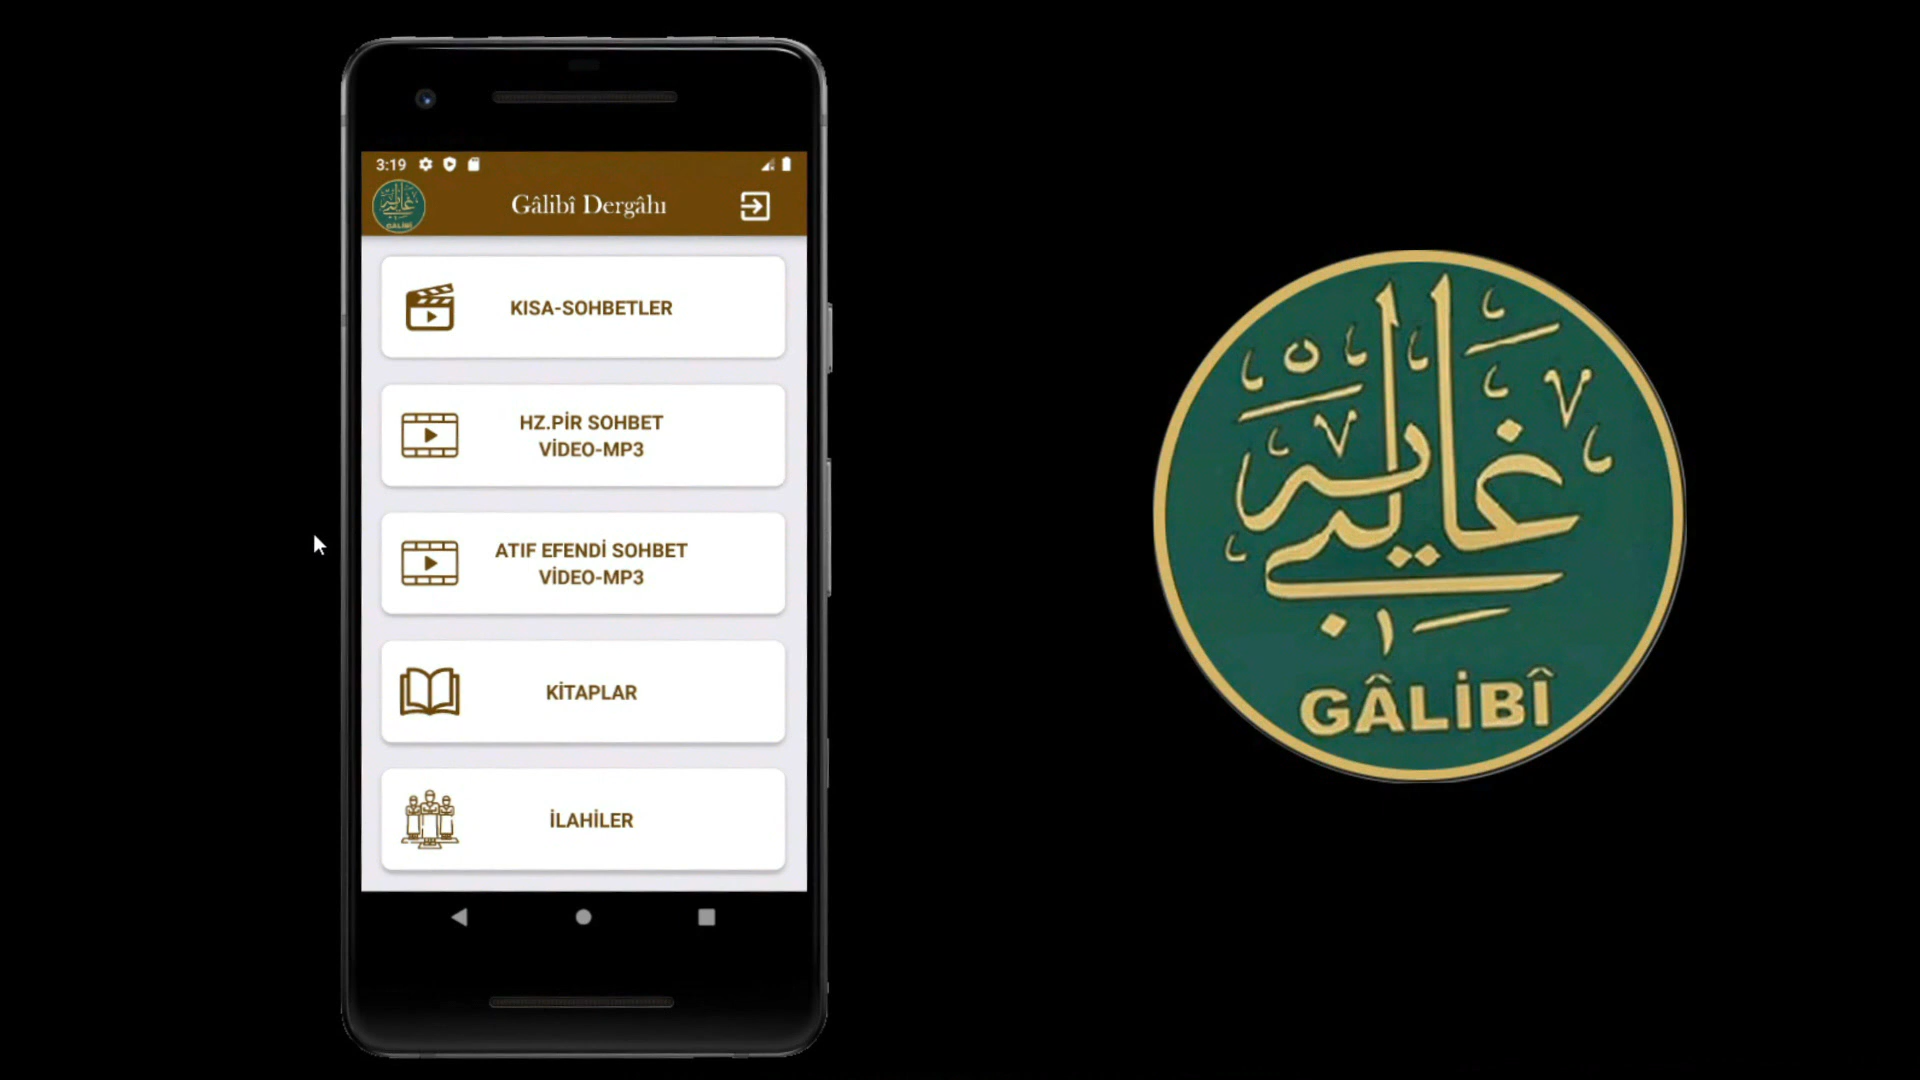 3:19
Gâlibî Dergâhı
KISA-SOHBETLER
HZ.PİR SOHBET
VİDEO-MP3
ATIF EFENDİ SOHBET
VİDEO-MP3
KİTAPLAR
İLAHİLER
غالبي
GÂLİBÎ